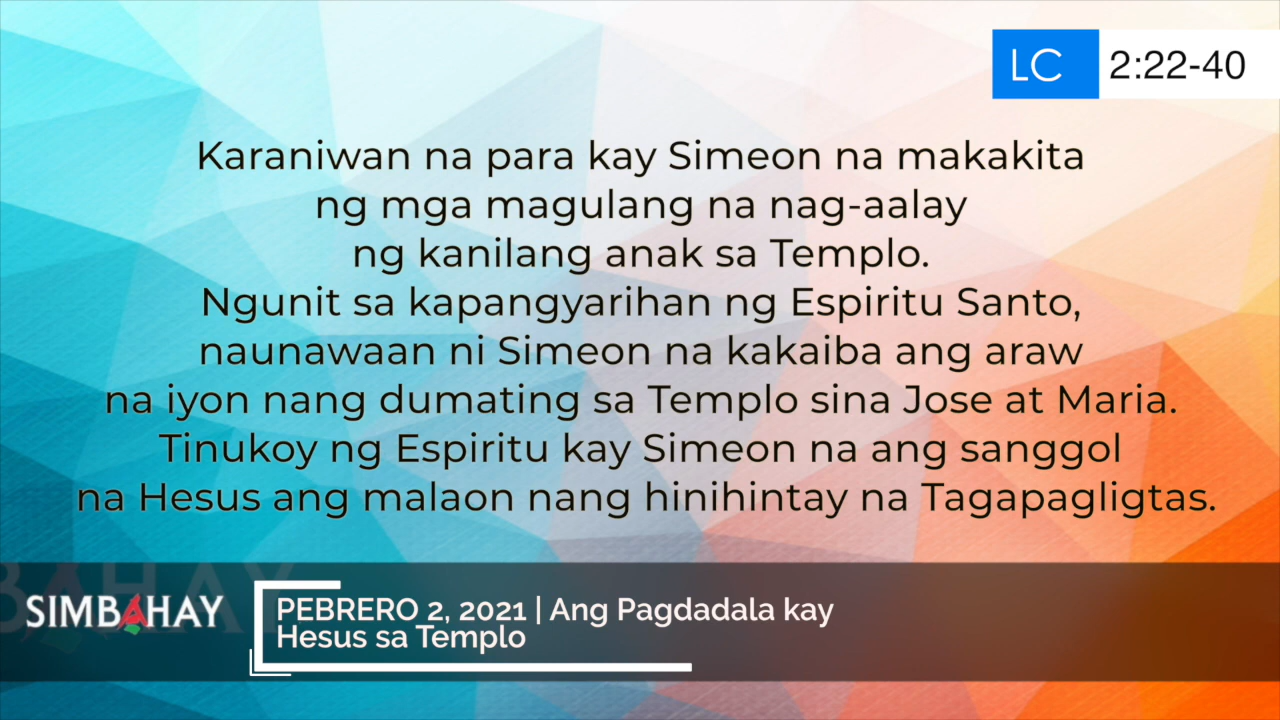 LC 2:22-40
Karaniwan na para kay Simeon na makakita
ng mga magulang na nag-aalay
ng kanilang anak sa Templo.
Ngunit sa kapangyarihan ng Espiritu Santo,
naunawaan ni Simeon na kakaiba ang araw
na iyon nang dumating sa Templo sina Jose at Maria.
Tinukoy ng Espiritu kay Simeon na ang sanggol
na Hesus ang malaon nang hinihintay na Tagapagligtas.
SIMBAHAY
PEBRERO 2, 2021 | Ang Pagdadala kay
Hesus sa Templo